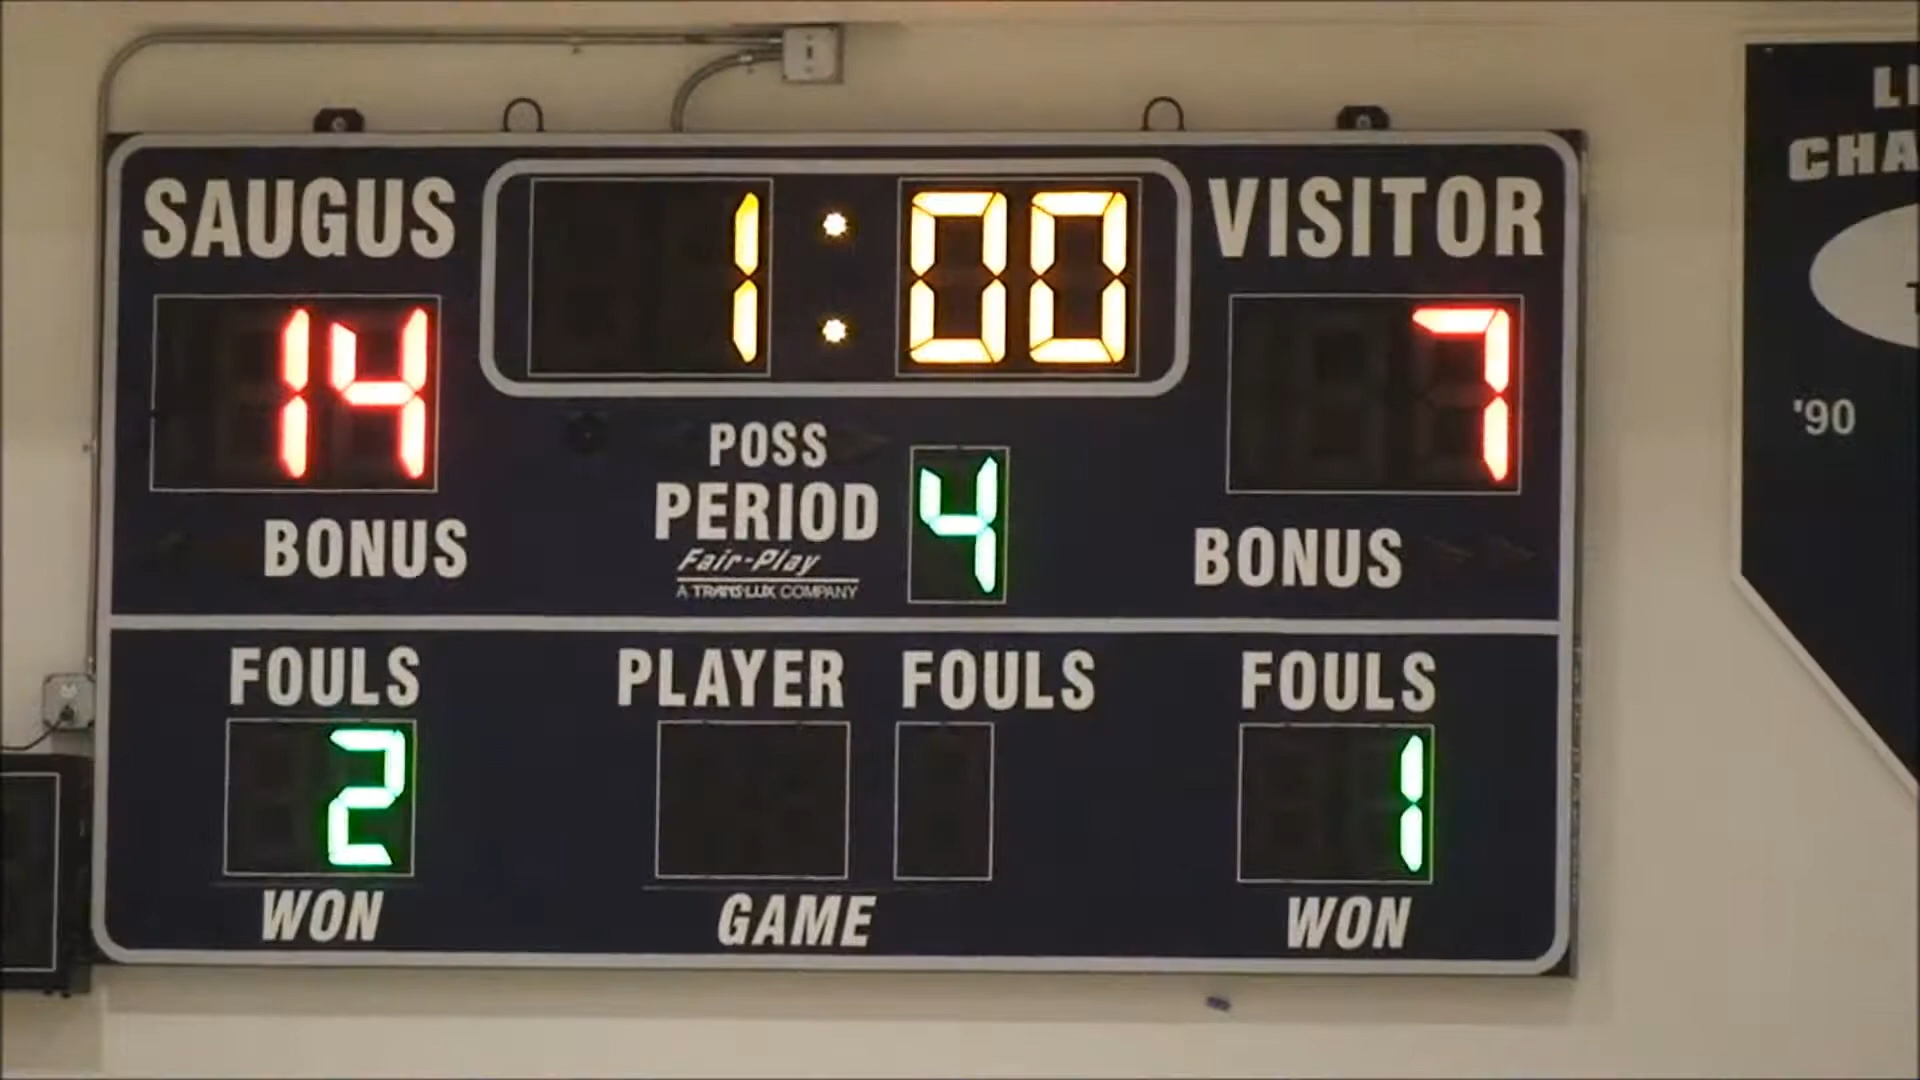 SAUGUS
1:00
VISITOR
14
7
POSS
PERIOD
4
Fair-Play
A TRANS-LUX COMPANY
BONUS
BONUS
FOULS
PLAYER
FOULS
FOULS
2
1
WON
GAME
WON
CHA
'90